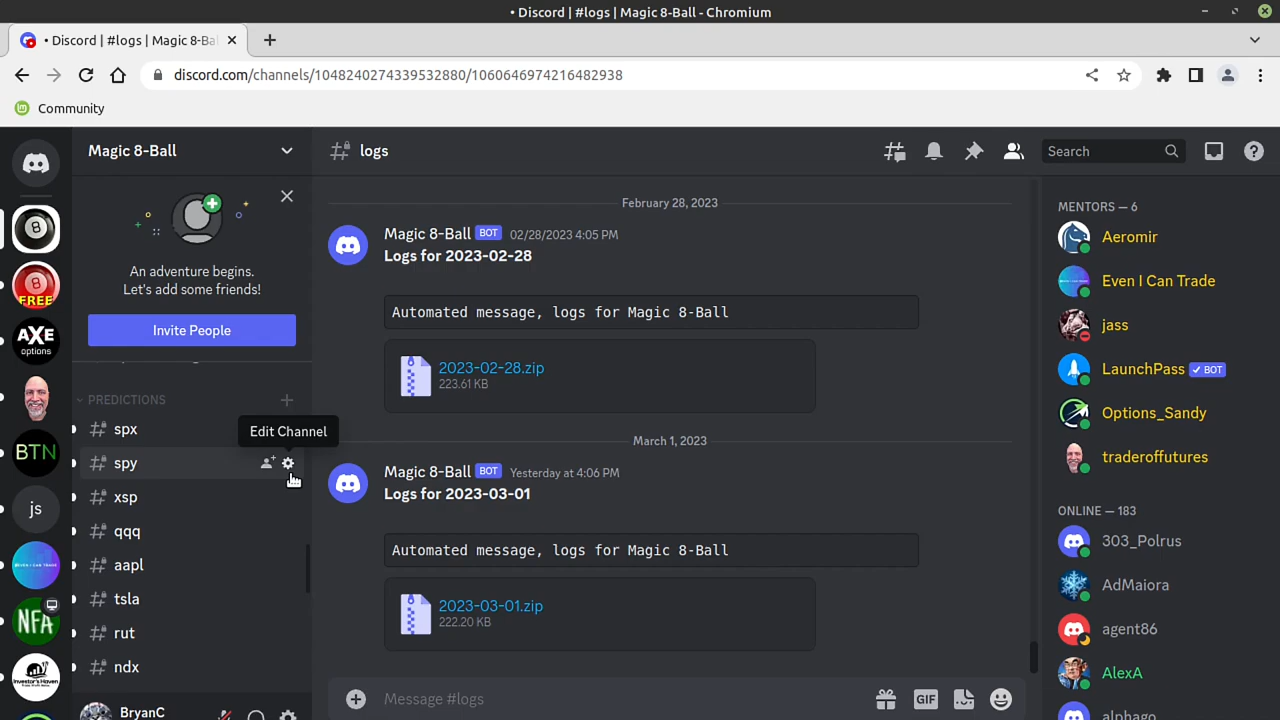 • Discord | #logs | Magic 8-Ball - Chromium
• Discord | #logs | Magic 8-Ba
discord.com/channels/1048240274339532880/1060646974216482938
Community
Magic 8-Ball
logs
Search
An adventure begins.
Let's add some friends!
Invite People
PREDICTIONS
Edit Channel
spx
spy
xsp
qqq
aapl
tsla
rut
ndx
BryanC
8
8
FREE
AXE
options
BTN
js
EVEN I CAN TRADE
NFA
February 28, 2023
Magic 8-Ball BOT 02/28/2023 4:05 PM
Logs for 2023-02-28
Automated message, logs for Magic 8-Ball
2023-02-28.zip
223.61 KB
March 1, 2023
Magic 8-Ball BOT Yesterday at 4:06 PM
Logs for 2023-03-01
Automated message, logs for Magic 8-Ball
2023-03-01.zip
222.20 KB
Message #logs
GIF
MENTORS — 6
Aeromir
Even I Can Trade
jass
LaunchPass ✓ BOT
Options_Sandy
traderoffutures
ONLINE — 183
303_Polrus
AdMaiora
agent86
AlexA
alphago